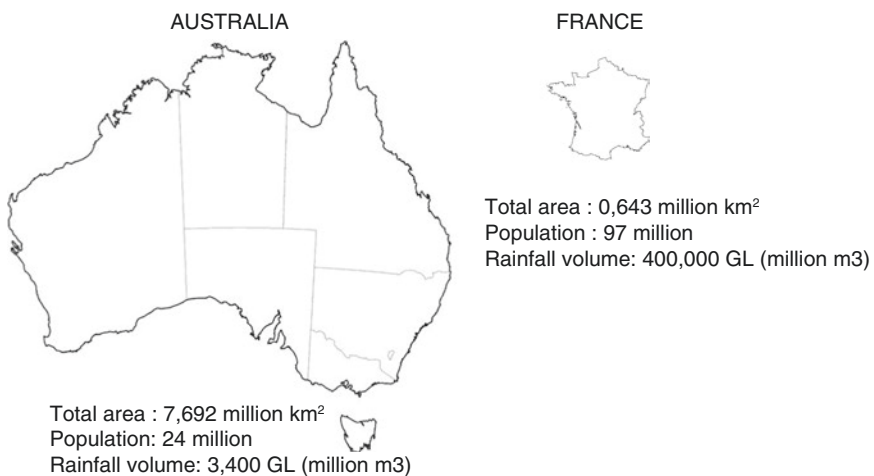 AUSTRALIA
Total area : 7,692 million km²
Population: 24 million
Rainfall volume: 3,400 GL (million m3)
FRANCE
Total area : 0,643 million km²
Population : 97 million
Rainfall volume: 400,000 GL (million m3)